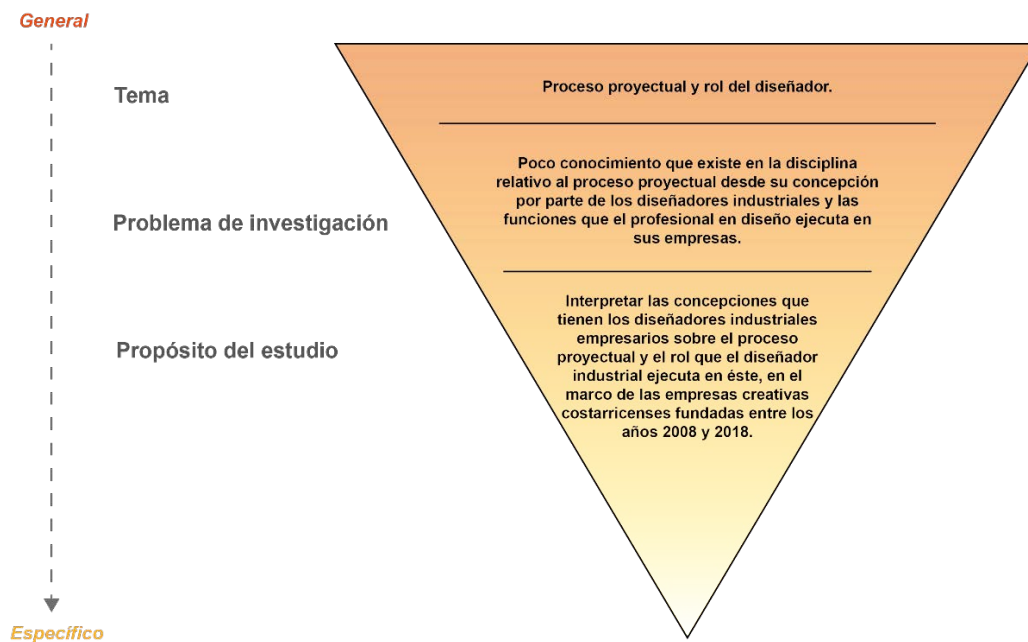 General
Tema
Proceso proyectual y rol del diseñador.
Problema de investigación
Poco conocimiento que existe en la disciplina
relativo al proceso proyectual desde su concepción
por parte de los diseñadores industriales y las
funciones que el profesional en diseño ejecuta en
sus empresas.
Propósito del estudio
Interpretar las concepciones que
tienen los diseñadores industriales
empresarios sobre el proceso
proyectual y el rol que el diseñador
industrial ejecuta en éste, en el
marco de las empresas creativas
costarricenses fundadas entre los
años 2008 y 2018.
Específico